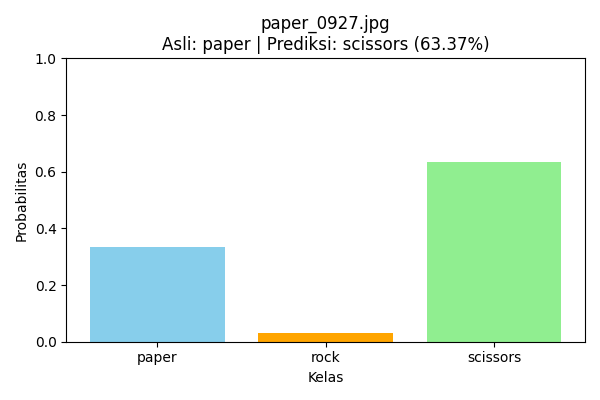 paper_0927.jpg
Asli: paper | Prediksi: scissors (63.37%)
1.0
0.8
0.6
0.4
0.2
0.0
Probabilitas
paper rock scissors
Kelas